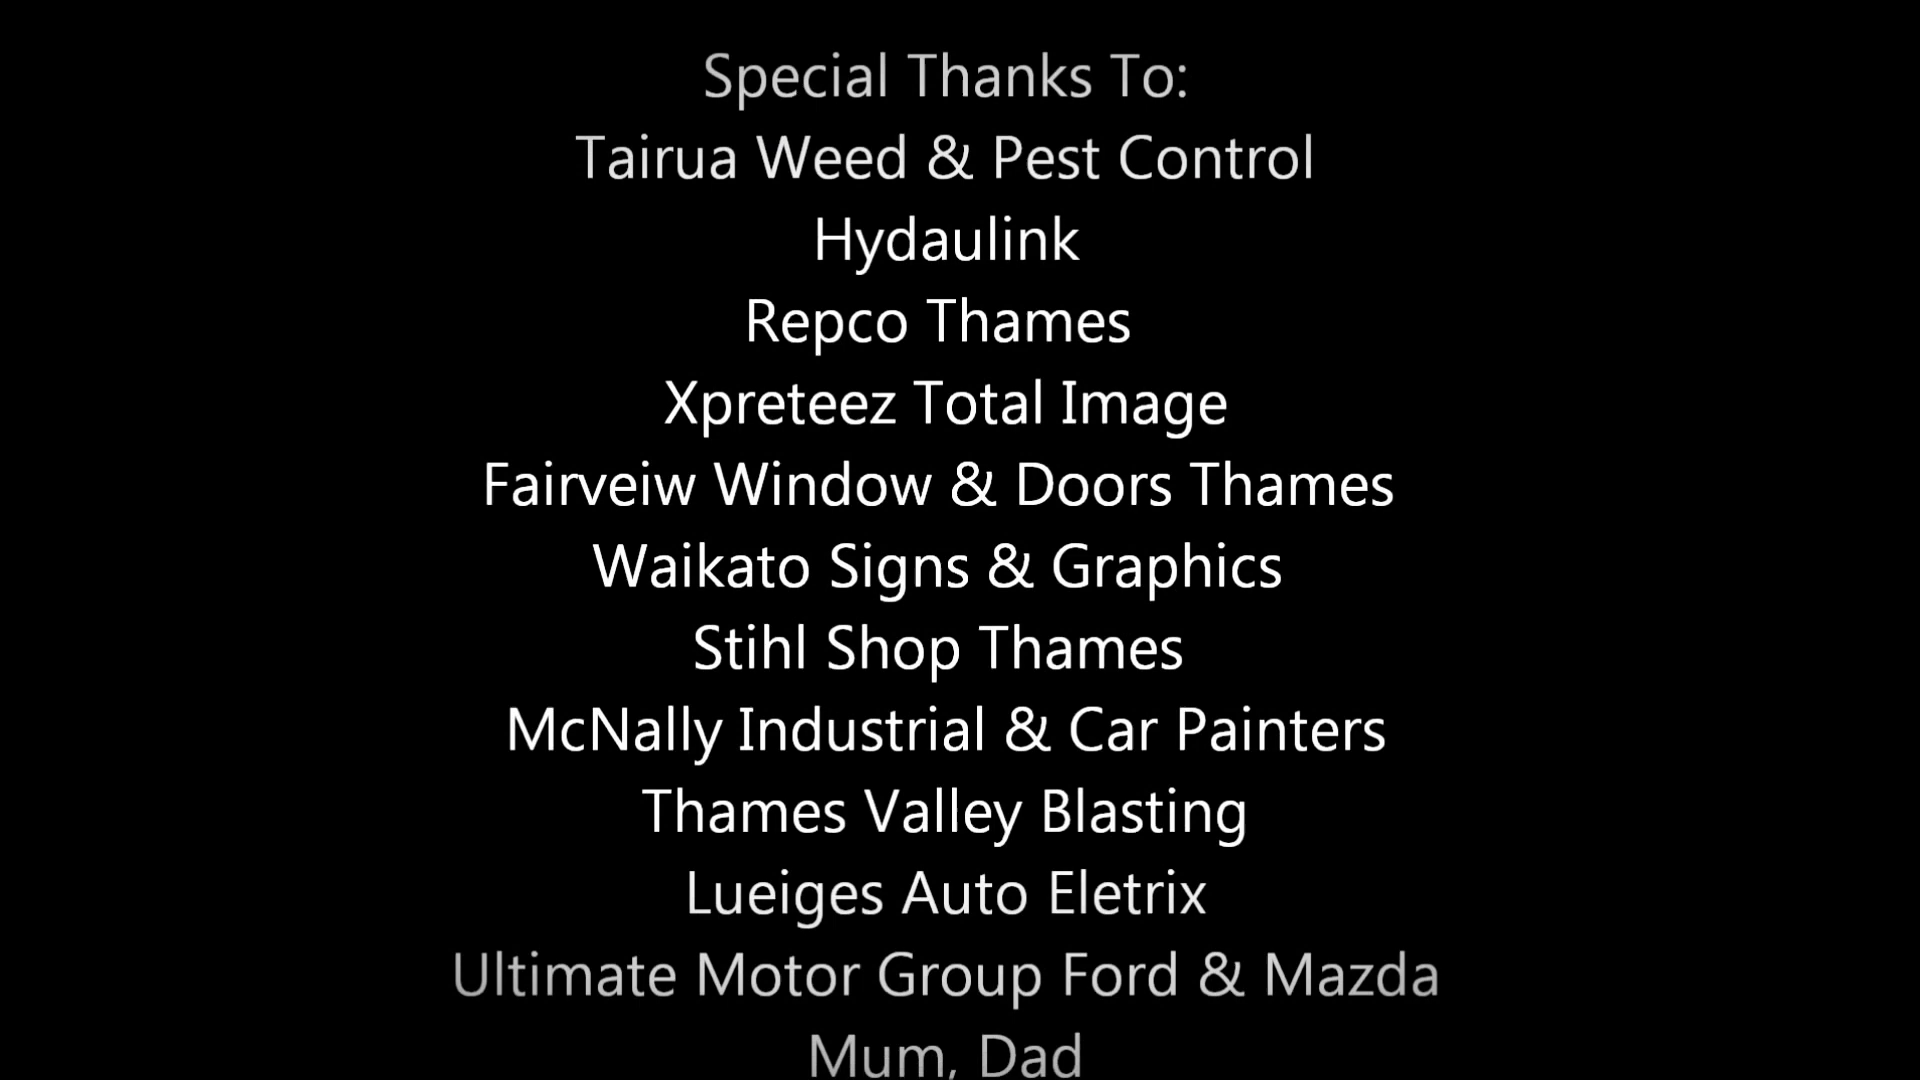 Special Thanks To:
Tairua Weed & Pest Control
Hydaulink
Repco Thames
Xpreteez Total Image
Fairveiw Window & Doors Thames
Waikato Signs & Graphics
Stihl Shop Thames
McNally Industrial & Car Painters
Thames Valley Blasting
Lueiges Auto Eletrix
Ultimate Motor Group Ford & Mazda
Mum, Dad